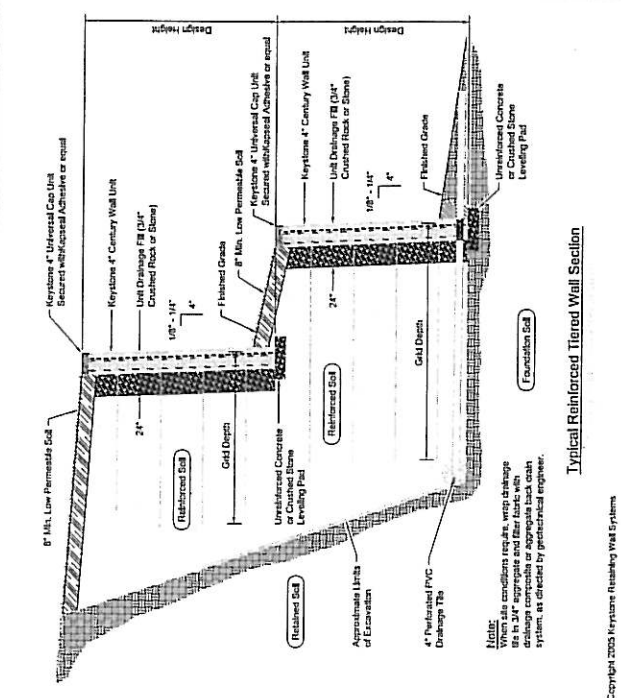 Keystone 4" Universal Cap Unit
Secured with Kapseal Adhesive or equal
Keystone 4" Century Wall Unit
Unit Drainage Fill (3/4"
Crushed Rock or Stone)
1/8" - 1/4"
4"
8" Min. Low Permeable Soil
24"
Design Height
Finished Grade
8" Min. Low Permeable Soil
Keystone 4" Universal Cap Unit
Secured with Kapseal Adhesive or equal
Keystone 4" Century Wall Unit
Unit Drainage Fill (3/4"
Crushed Rock or Stone)
1/8" - 1/4"
4"
24"
Design Height
Finished Grade
Reinforced Soil
Grid Depth
Unreinforced Concrete
or Crushed Stone
Leveling Pad
Reinforced Soil
Grid Depth
Retained Soil
Approximate Limits
of Excavation
4" Perforated PVC
Drainage Tile
Unreinforced Concrete
or Crushed Stone
Leveling Pad
Foundation Soil
Note:
When site conditions require, wrap drainage
tile in 3/4" aggregate and filter fabric with
drainage composite or aggregate back drain
system, as directed by geotechnical engineer.
Typical Reinforced Tiered Wall Section
Copyright 2005 Keystone Retaining Wall Systems